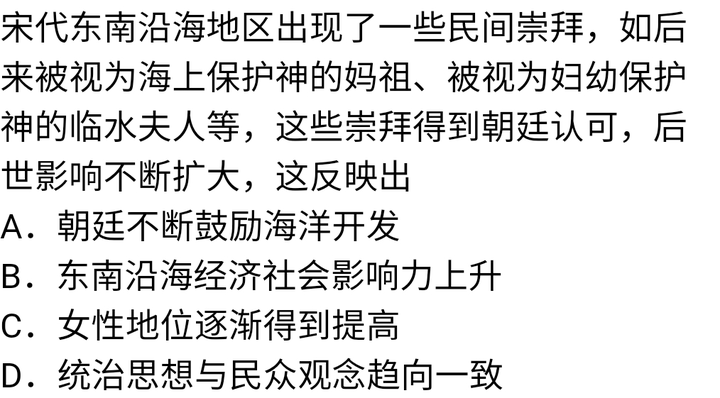 宋代东南沿海地区出现了一些民间崇拜，如后
来被视为海上保护神的妈祖、被视为妇幼保护
神的临水夫人等，这些崇拜得到朝廷认可，后
世影响不断扩大，这反映出
A．朝廷不断鼓励海洋开发
B．东南沿海经济社会影响力上升
C．女性地位逐渐得到提高
D．统治思想与民众观念趋向一致